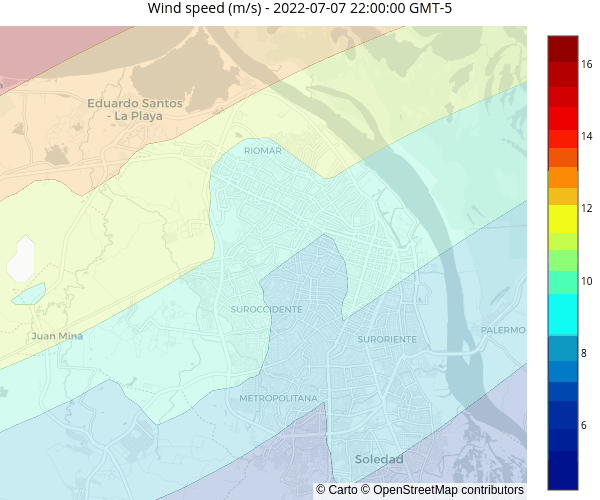 Wind speed (m/s) - 2022-07-07 22:00:00 GMT-5
16
Eduardo Santos
- La Playa
14
RIOMAR
12
10
SUROCCIDENTE
PALERMO
Juan Mina
SURORIENTE
8
METROPOLITANA
6
Soledad
© Carto © OpenStreetMap contributors